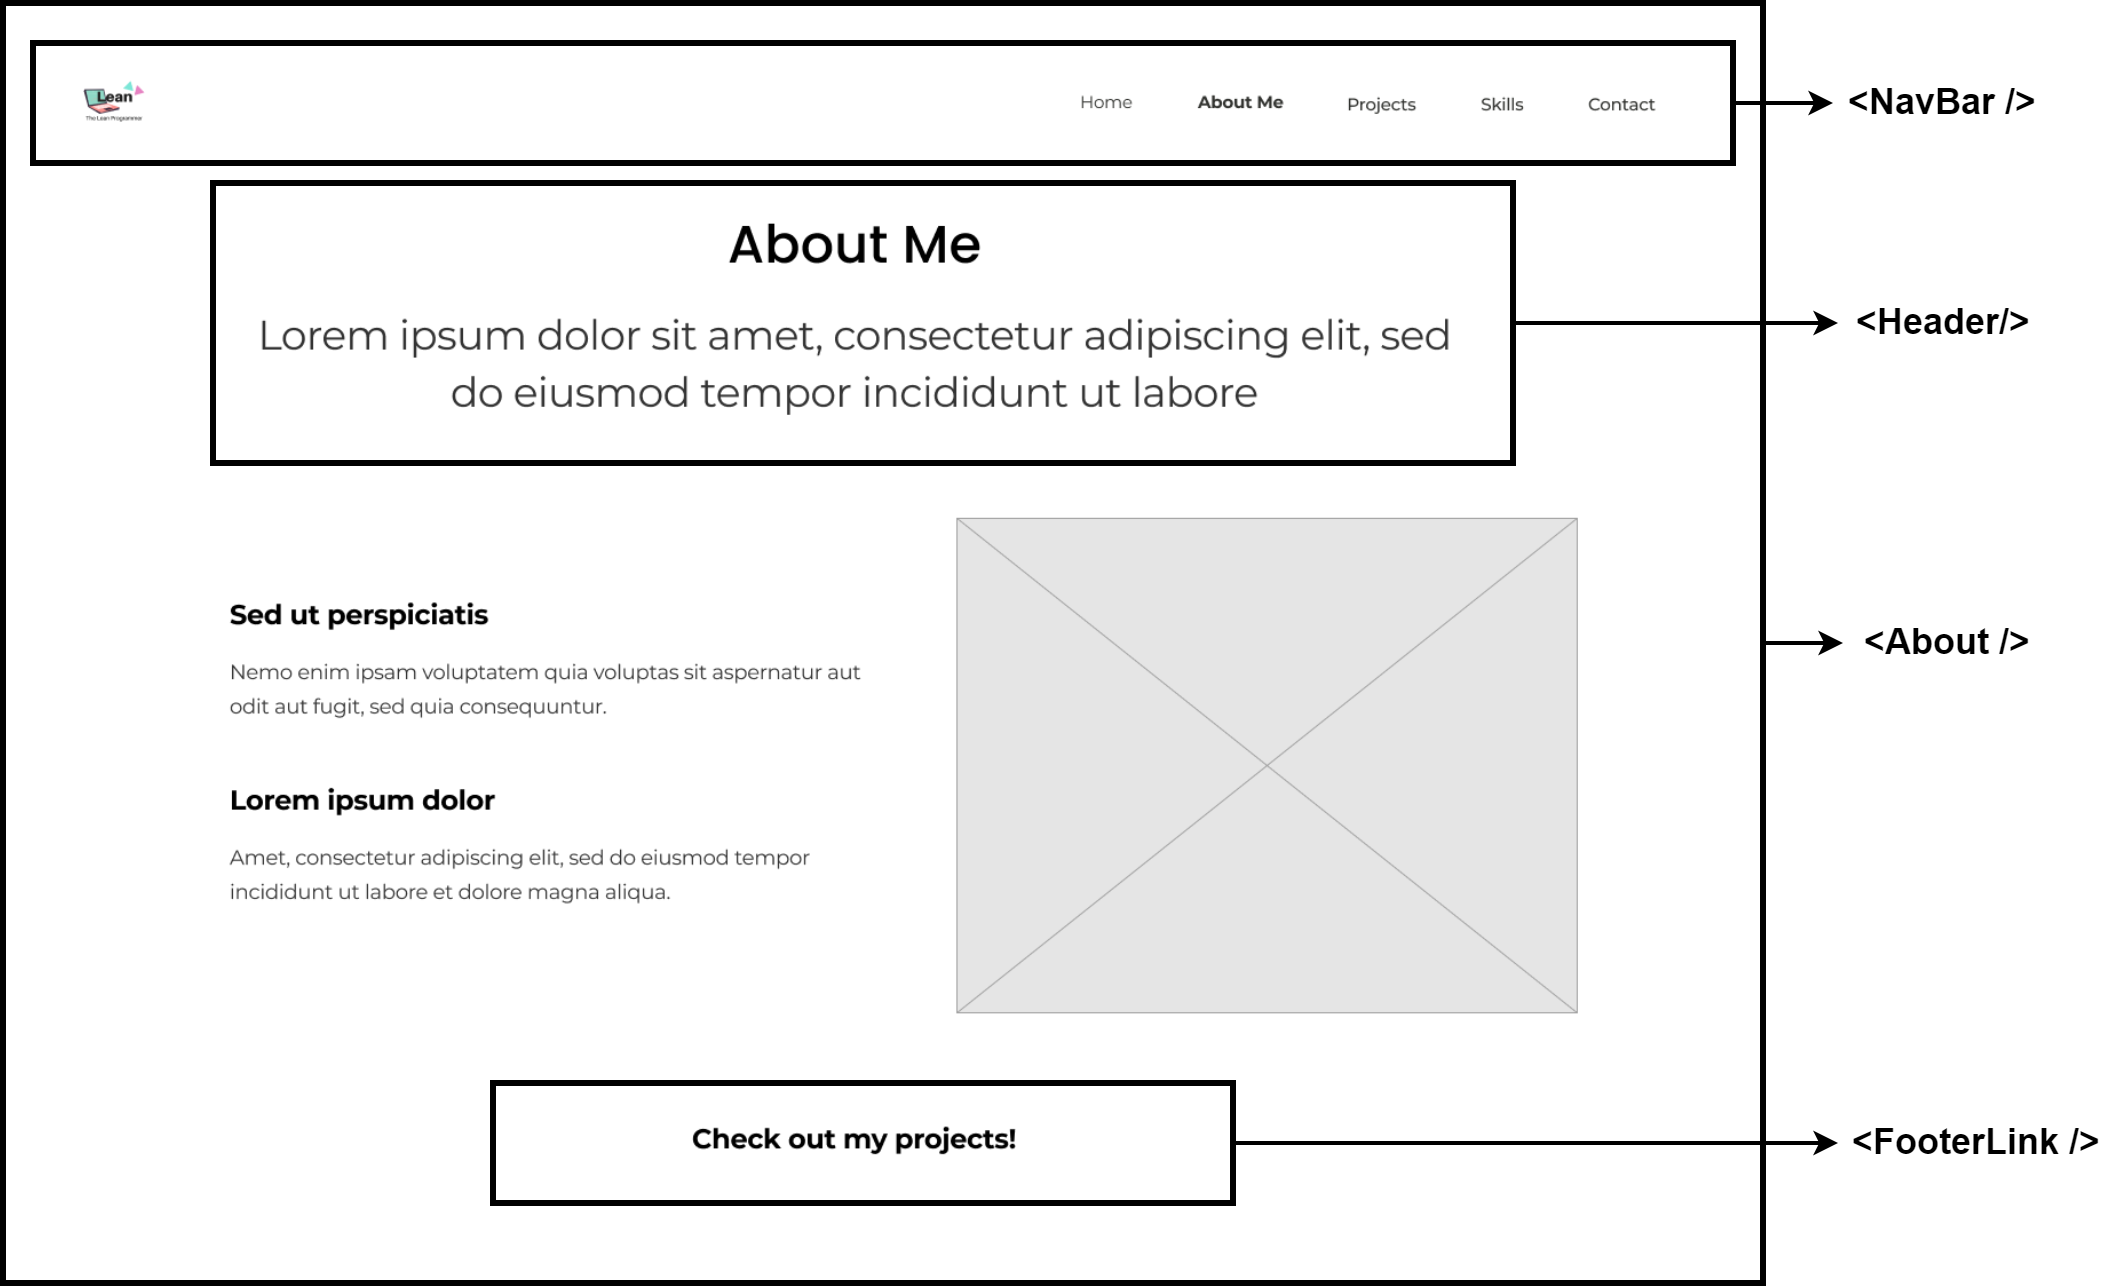 Lean
The Lean Programmer
Home About Me Projects Skills Contact
<NavBar />
About Me
Lorem ipsum dolor sit amet, consectetur adipiscing elit, sed
do eiusmod tempor incididunt ut labore
<Header/>
Sed ut perspiciatis
Nemo enim ipsam voluptatem quia voluptas sit aspernatur aut
odit aut fugit, sed quia consequuntur.
<About />
Lorem ipsum dolor
Amet, consectetur adipiscing elit, sed do eiusmod tempor
incididunt ut labore et dolore magna aliqua.
Check out my projects!
<FooterLink />